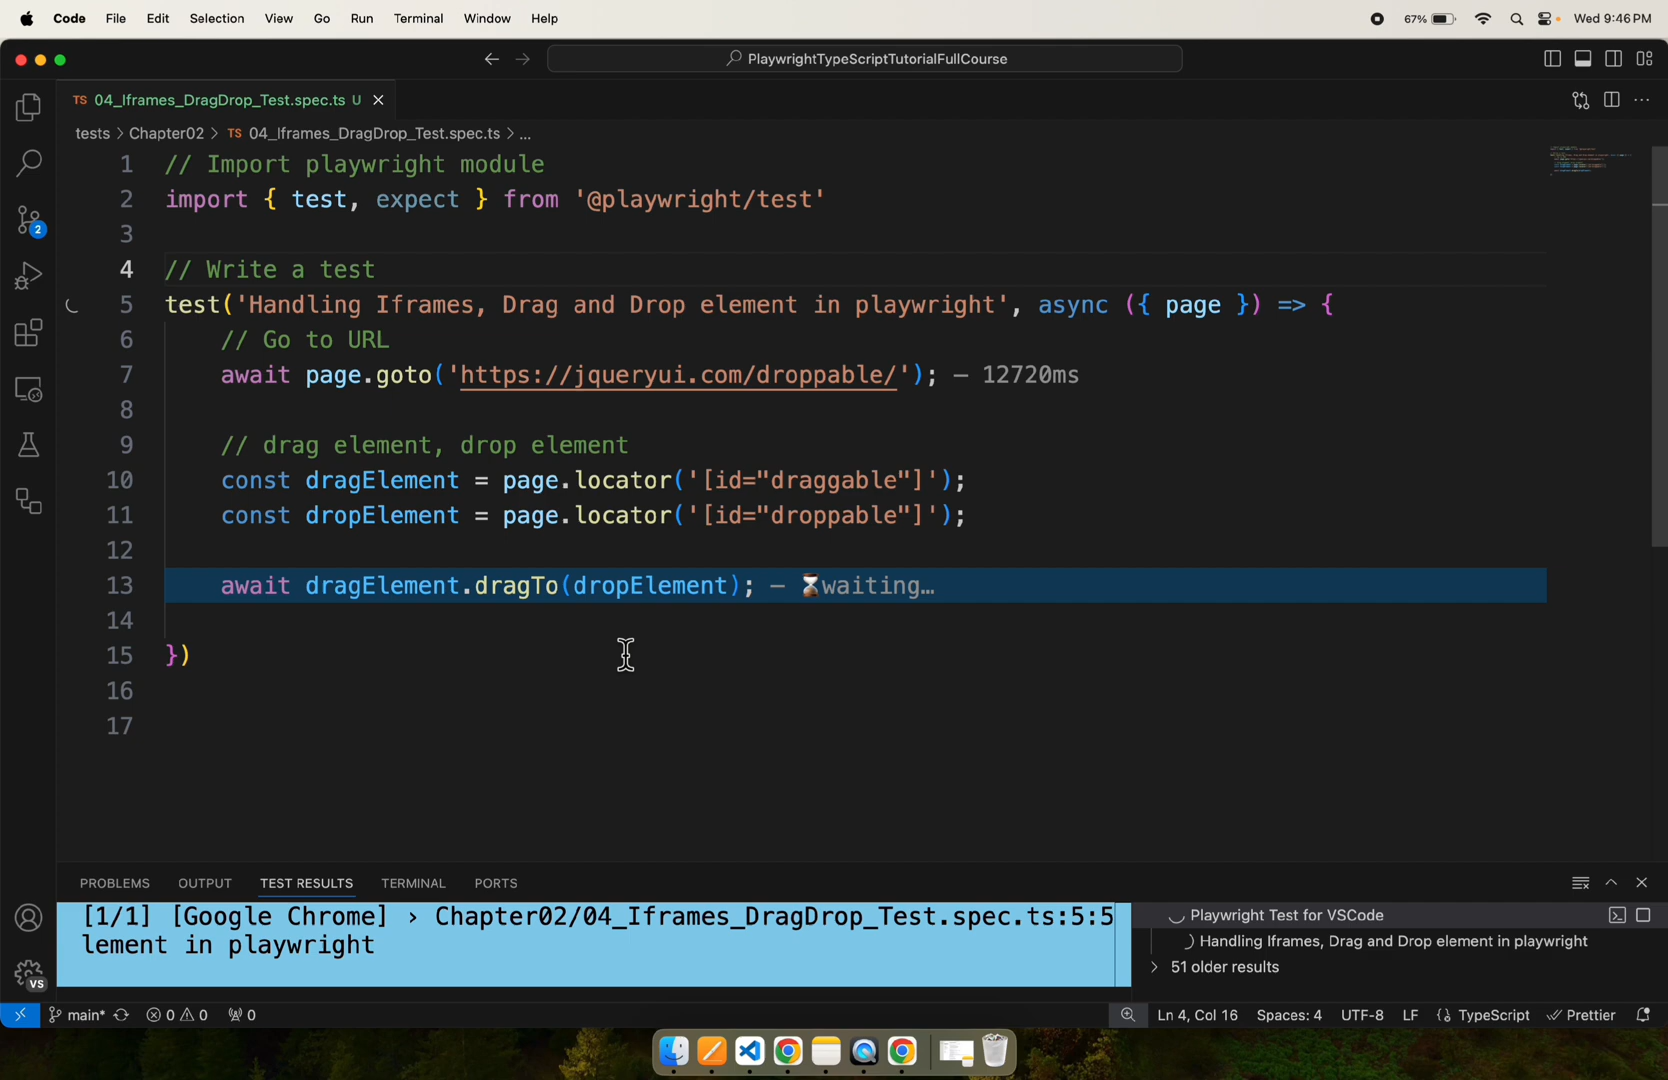 Code File Edit Selection View Go Run Terminal Window Help 67% Wed 9:46 PM
PlaywrightTypeScriptTutorialFullCourse
TS 04_Iframes_DragDrop_Test.spec.ts U
tests > Chapter02 > TS 04_Iframes_DragDrop_Test.spec.ts > ...
1 // Import playwright module
2 import { test, expect } from '@playwright/test'
3
4 // Write a test
5 test('Handling Iframes, Drag and Drop element in playwright', async ({ page }) => {
6 // Go to URL
7 await page.goto('https://jqueryui.com/droppable/'); — 12720ms
8
9 // drag element, drop element
10 const dragElement = page.locator('[id="draggable"]');
11 const dropElement = page.locator('[id="droppable"]');
12
13 await dragElement.dragTo(dropElement); — ⌛waiting…
14
15 })
16
17
2
VS
PROBLEMS OUTPUT TEST RESULTS TERMINAL PORTS
[1/1] [Google Chrome] › Chapter02/04_Iframes_DragDrop_Test.spec.ts:5:5
lement in playwright
Playwright Test for VSCode
Handling Iframes, Drag and Drop element in playwright
51 older results
main* 0 0 0 Ln 4, Col 16 Spaces: 4 UTF-8 LF {} TypeScript Prettier